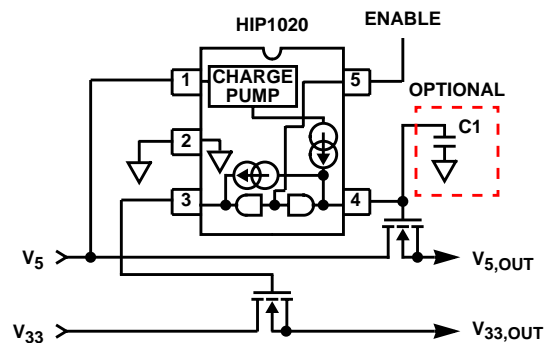 HIP1020
ENABLE
CHARGE
PUMP
1
5
OPTIONAL
C1
2
3
4
V5
V5,OUT
V33
V33,OUT